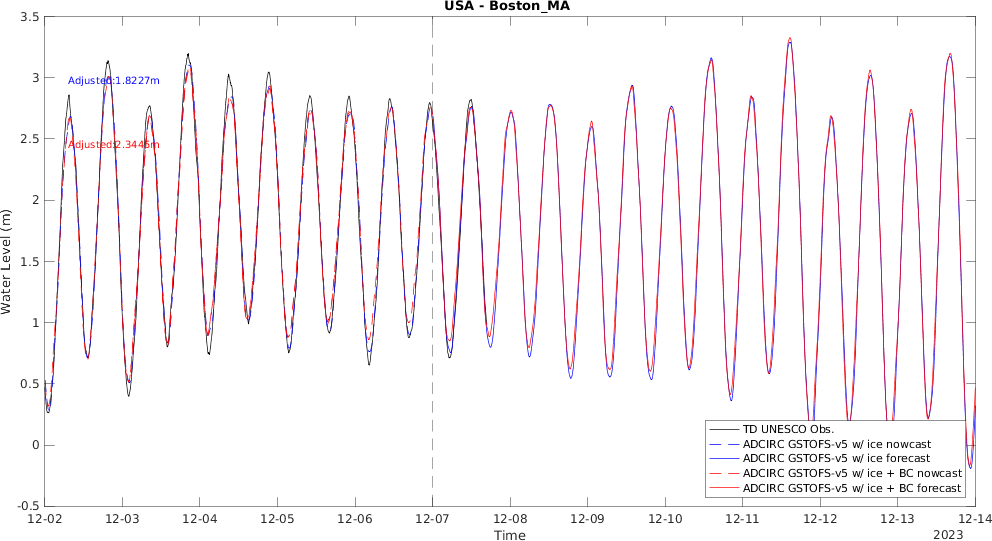 USA - Boston_MA
3.5
3
2.5
2
1.5
1
0.5
0
-0.5
Water Level (m)
Adjusted:1.8227m
Adjusted:2.3445m
TD UNESCO Obs.
ADCIRC GSTOFS-v5 w/ ice nowcast
ADCIRC GSTOFS-v5 w/ ice forecast
ADCIRC GSTOFS-v5 w/ ice + BC nowcast
ADCIRC GSTOFS-v5 w/ ice + BC forecast
12-02 12-03 12-04 12-05 12-06 12-07 12-08 12-09 12-10 12-11 12-12 12-13 12-14
Time
2023